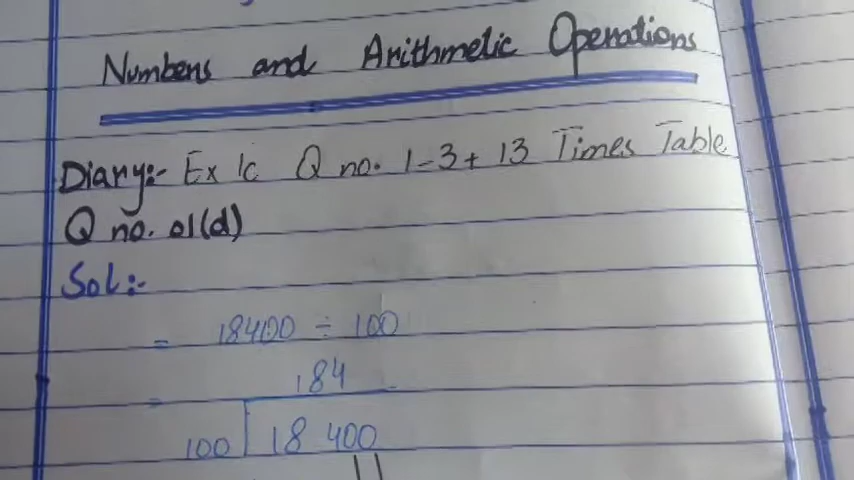 Numbers and Arithmetic Operations
Diary:- Ex 1c Q no. 1-3+ 13 Times Table
Q no. 01(d)
Sol:-
= 18400 ÷ 100
= 184
100 18 400